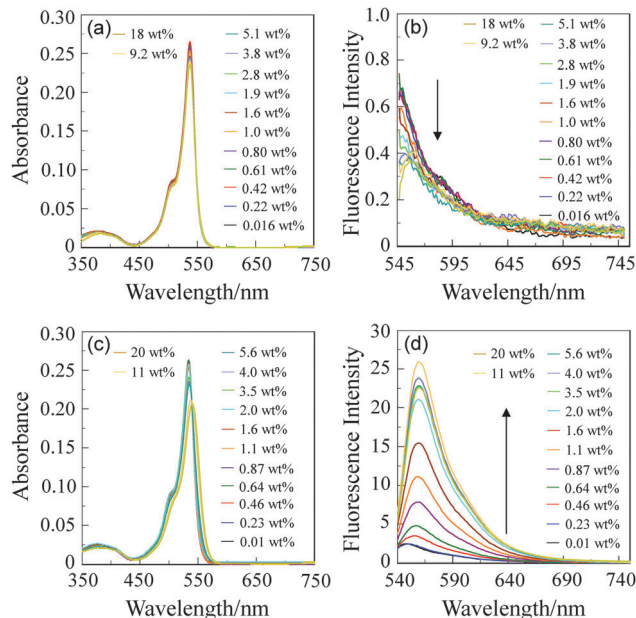 (a)
18 wt%
9.2 wt%
5.1 wt%
3.8 wt%
2.8 wt%
1.9 wt%
1.6 wt%
1.0 wt%
0.80 wt%
0.61 wt%
0.42 wt%
0.22 wt%
0.016 wt%
0.30
0.25
0.20
0.15
0.10
0.05
0
Absorbance
350 450 550 650 750
Wavelength/nm
(b)
18 wt%
9.2 wt%
5.1 wt%
3.8 wt%
2.8 wt%
1.9 wt%
1.6 wt%
1.0 wt%
0.80 wt%
0.61 wt%
0.42 wt%
0.22 wt%
0.016 wt%
1.0
0.8
0.6
0.4
0.2
0
Fluorescence Intensity
545 595 645 695 745
Wavelength/nm
(c)
20 wt%
11 wt%
5.6 wt%
4.0 wt%
3.5 wt%
2.0 wt%
1.6 wt%
1.1 wt%
0.87 wt%
0.64 wt%
0.46 wt%
0.23 wt%
0.01 wt%
0.30
0.25
0.20
0.15
0.10
0.05
0
Absorbance
350 450 550 650 750
Wavelength/nm
(d)
20 wt%
11 wt%
5.6 wt%
4.0 wt%
3.5 wt%
2.0 wt%
1.6 wt%
1.1 wt%
0.87 wt%
0.64 wt%
0.46 wt%
0.23 wt%
0.01 wt%
30
25
20
15
10
5
0
Fluorescence Intensity
540 590 640 690 740
Wavelength/nm